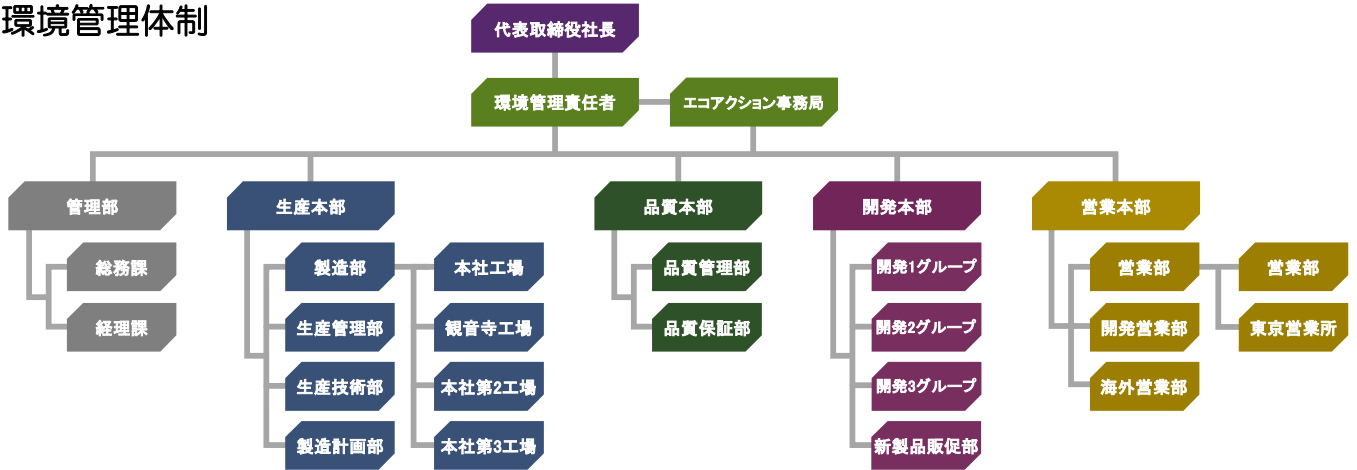 環境管理体制
代表取締役社長
環境管理責任者
エコアクション事務局
管理部
総務課
経理課
生産本部
製造部
生産管理部
生産技術部
製造計画部
本社工場
観音寺工場
本社第2工場
本社第3工場
品質本部
品質管理部
品質保証部
開発本部
開発1グループ
開発2グループ
開発3グループ
新製品販促部
営業本部
営業部
開発営業部
海外営業部
営業部
東京営業所